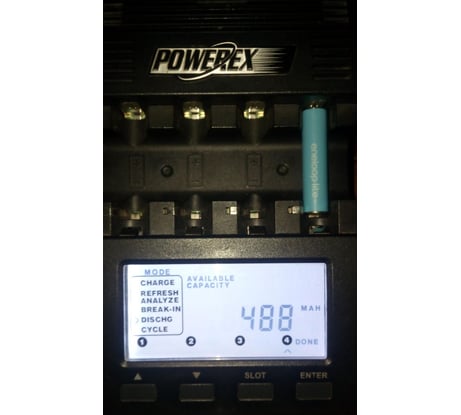 POWEREX
eneloop lite
MODE
CHARGE
REFRESH
ANALYZE
BREAK-IN
DISCHG
CYCLE
AVAILABLE
CAPACITY
488 MAH
1 2 3 4 DONE
▲ ▼ SLOT ENTER